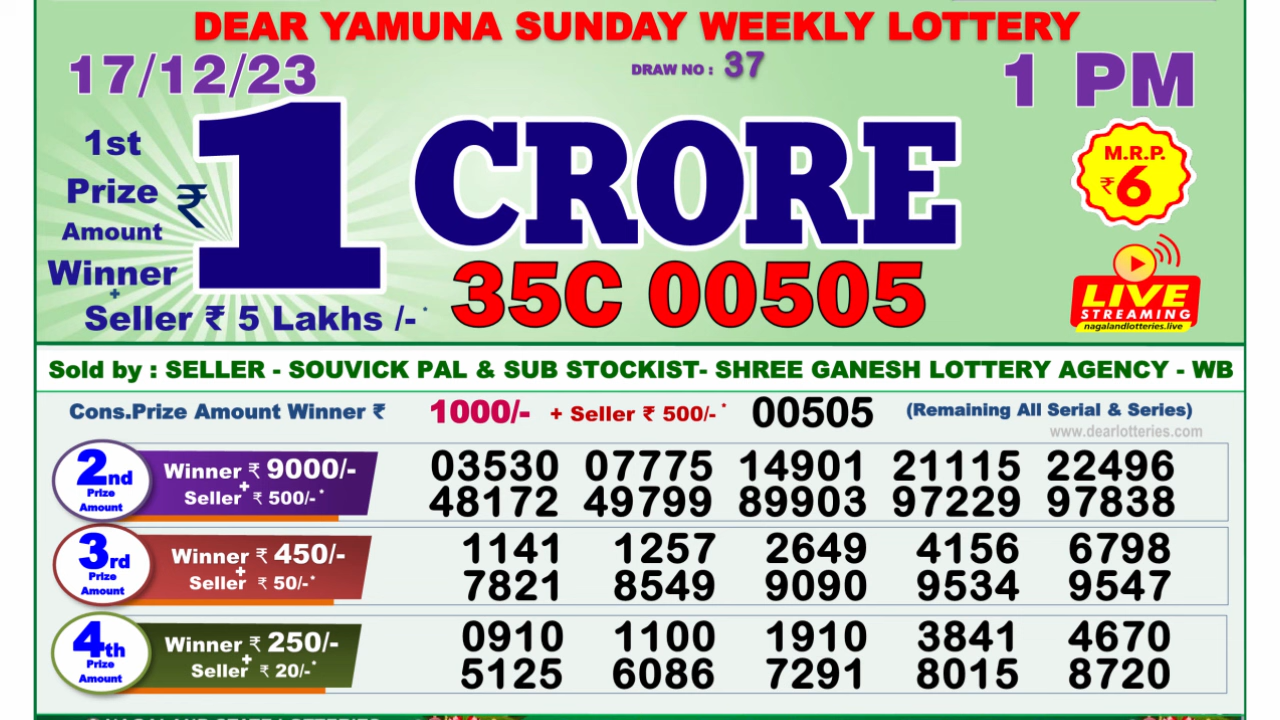 DEAR YAMUNA SUNDAY WEEKLY LOTTERY
17/12/23
DRAW NO : 37
1 PM
1st
Prize
Amount
Winner
+
Seller ₹ 5 Lakhs /-*
₹ 1 CRORE
35C 00505
M.R.P.
₹6
LIVE
STREAMING
nagalandlotteries.live
Sold by : SELLER - SOUVICK PAL & SUB STOCKIST- SHREE GANESH LOTTERY AGENCY - WB
Cons.Prize Amount Winner ₹ 1000/- + Seller ₹ 500/-* 00505 (Remaining All Serial & Series)
www.dearlotteries.com
2nd
Prize
Amount
Winner ₹ 9000/-
+
Seller ₹ 500/-*
03530 07775 14901 21115 22496
48172 49799 89903 97229 97838
3rd
Prize
Amount
Winner ₹ 450/-
+
Seller ₹ 50/-*
1141 1257 2649 4156 6798
7821 8549 9090 9534 9547
4th
Prize
Amount
Winner ₹ 250/-
+
Seller ₹ 20/-*
0910 1100 1910 3841 4670
5125 6086 7291 8015 8720